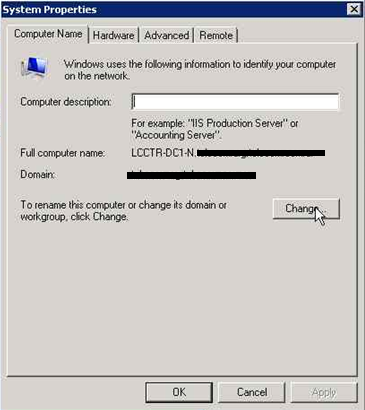 System Properties
Computer Name
Hardware
Advanced
Remote
Windows uses the following information to identify your computer
on the network.
Computer description:
For example: "IIS Production Server" or
"Accounting Server".
Full computer name:
LCCTR-DC1-N.
Domain:
To rename this computer or change its domain or
workgroup, click Change.
Change...
OK
Cancel
Apply